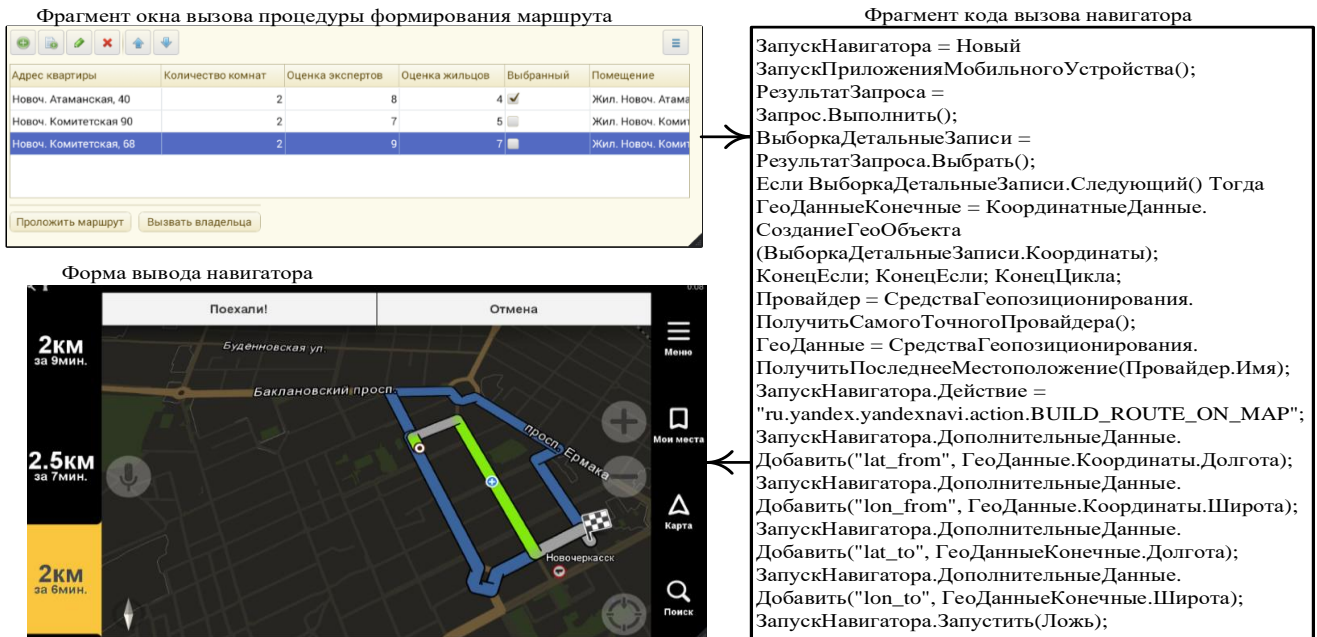 Фрагмент окна вызова процедуры формирования маршрута
Адрес квартиры Количество комнат Оценка экспертов Оценка жильцов Выбранный Помещение
Новоч. Атаманская, 40 2 8 4 Жил. Новоч. Атама
Новоч. Комитетская 90 2 7 5 Жил. Новоч. Комит
Новоч. Комитетская, 68 2 9 7 Жил. Новоч. Комит
Проложить маршрут Вызвать владельца
Форма вывода навигатора
0:08
Поехали! Отмена
2км
за 9мин.
2.5км
за 7мин.
2км
за 6мин.
Будённовская ул.
Баклановский просп.
просп. Ермака
Новочеркасск
Меню
Мои места
Карта
Поиск
Фрагмент кода вызова навигатора
ЗапускНавигатора = Новый
ЗапускПриложенияМобильногоУстройства();
РезультатЗапроса =
Запрос.Выполнить();
ВыборкаДетальныеЗаписи =
РезультатЗапроса.Выбрать();
Если ВыборкаДетальныеЗаписи.Следующий() Тогда
ГеоДанныеКонечные = КоординатныеДанные.
СозданиеГеоОбъекта
(ВыборкаДетальныеЗаписи.Координаты);
КонецЕсли; КонецЕсли; КонецЦикла;
Провайдер = СредстваГеопозиционирования.
ПолучитьСамогоТочногоПровайдера();
ГеоДанные = СредстваГеопозиционирования.
ПолучитьПоследнееМестоположение(Провайдер.Имя);
ЗапускНавигатора.Действие =
"ru.yandex.yandexnavi.action.BUILD_ROUTE_ON_MAP";
ЗапускНавигатора.ДополнительныеДанные.
Добавить("lat_from", ГеоДанные.Координаты.Долгота);
ЗапускНавигатора.ДополнительныеДанные.
Добавить("lon_from", ГеоДанные.Координаты.Широта);
ЗапускНавигатора.ДополнительныеДанные.
Добавить("lat_to", ГеоДанныеКонечные.Долгота);
ЗапускНавигатора.ДополнительныеДанные.
Добавить("lon_to", ГеоДанныеКонечные.Широта);
ЗапускНавигатора.Запустить(Ложь);